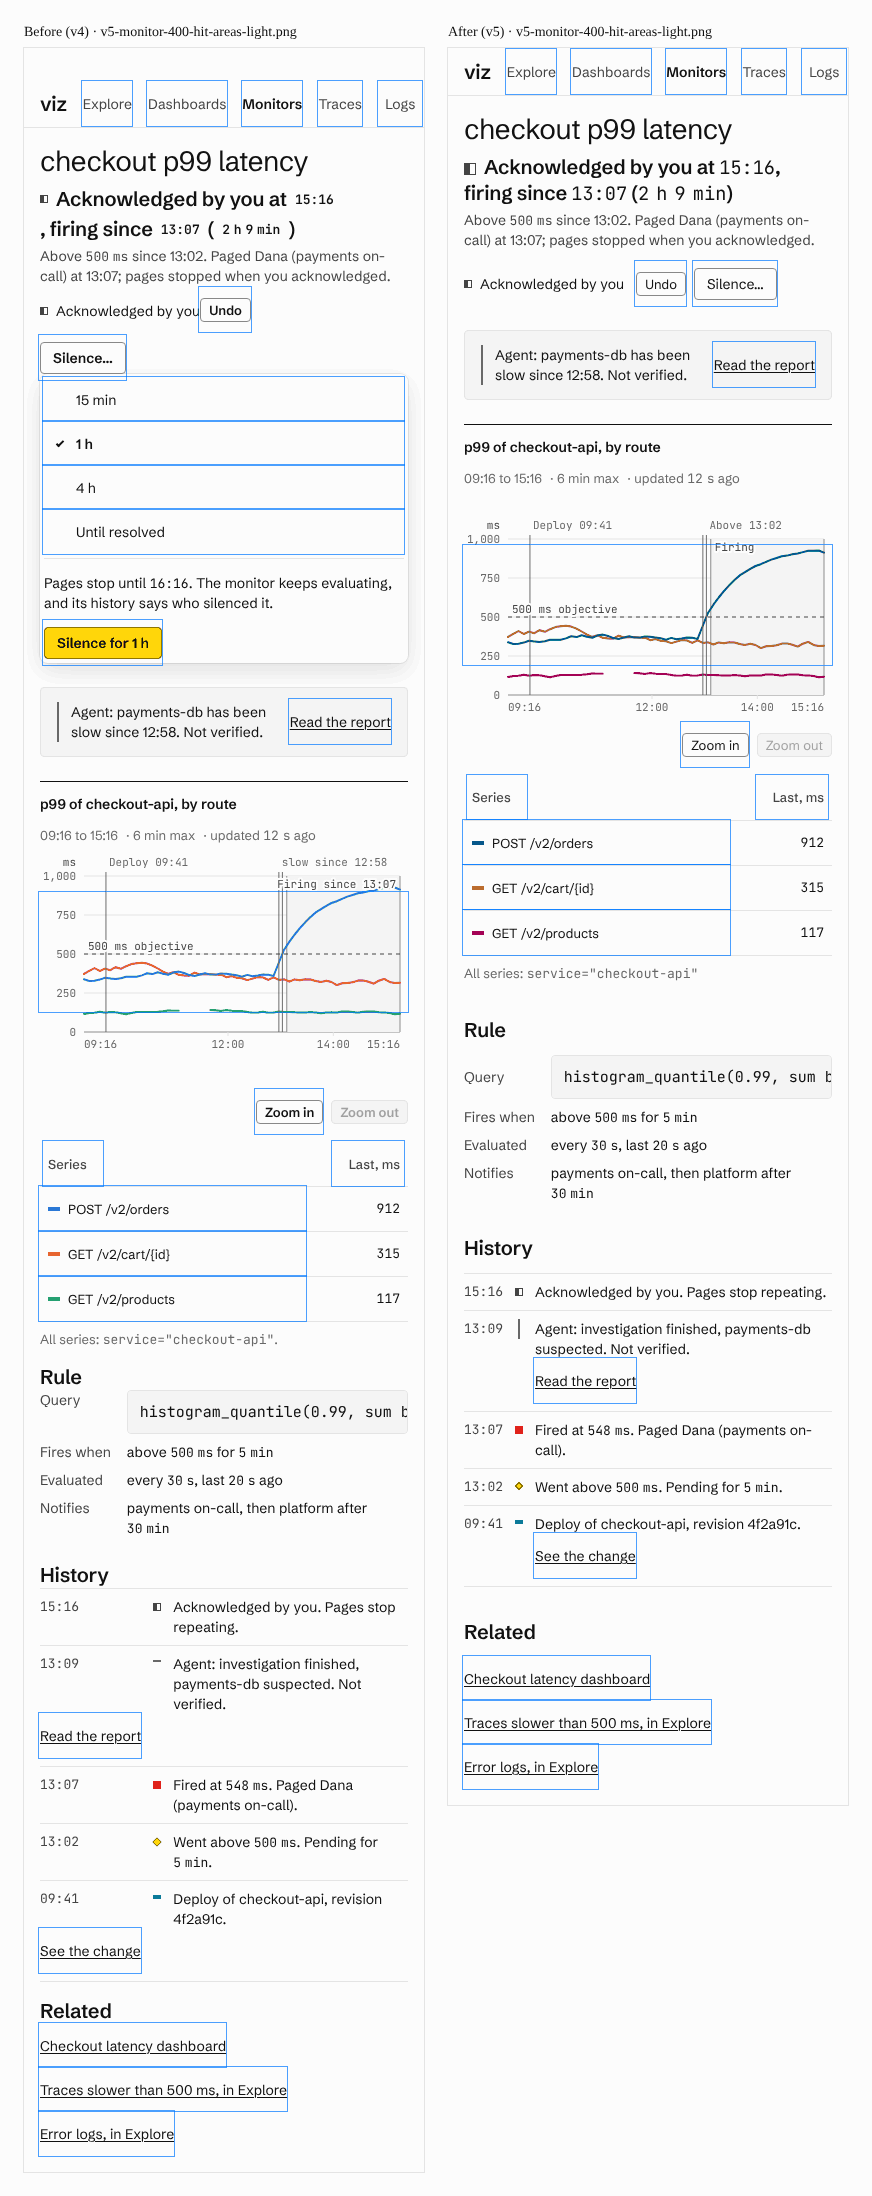 Before (v4) · v5-monitor-400-hit-areas-light.png
viz Explore Dashboards Monitors Traces Logs
checkout p99 latency
Acknowledged by you at 15:16
, firing since 13:07 ( 2 h 9 min )
Above 500 ms since 13:02. Paged Dana (payments on-
call) at 13:07; pages stopped when you acknowledged.
Acknowledged by you Undo
Silence...
15 min
1 h
4 h
Until resolved
Pages stop until 16:16. The monitor keeps evaluating,
and its history says who silenced it.
Silence for 1 h
Agent: payments-db has been
slow since 12:58. Not verified.
Read the report
p99 of checkout-api, by route
09:16 to 15:16 · 6 min max · updated 12 s ago
ms Deploy 09:41 slow since 12:58
1,000 Firing since 13:07
750
500 500 ms objective
250
0
09:16 12:00 14:00 15:16
Zoom in Zoom out
Series Last, ms
POST /v2/orders 912
GET /v2/cart/{id} 315
GET /v2/products 117
All series: service="checkout-api".
Rule
Query histogram_quantile(0.99, sum b
Fires when above 500 ms for 5 min
Evaluated every 30 s, last 20 s ago
Notifies payments on-call, then platform after
30 min
History
15:16 Acknowledged by you. Pages stop
repeating.
13:09 Agent: investigation finished,
payments-db suspected. Not
verified.
Read the report
13:07 Fired at 548 ms. Paged Dana
(payments on-call).
13:02 Went above 500 ms. Pending for
5 min.
09:41 Deploy of checkout-api, revision
4f2a91c.
See the change
Related
Checkout latency dashboard
Traces slower than 500 ms, in Explore
Error logs, in Explore
After (v5) · v5-monitor-400-hit-areas-light.png
viz Explore Dashboards Monitors Traces Logs
checkout p99 latency
Acknowledged by you at 15:16,
firing since 13:07 (2 h 9 min)
Above 500 ms since 13:02. Paged Dana (payments on-
call) at 13:07; pages stopped when you acknowledged.
Acknowledged by you Undo Silence...
Agent: payments-db has been
slow since 12:58. Not verified.
Read the report
p99 of checkout-api, by route
09:16 to 15:16 · 6 min max · updated 12 s ago
ms Deploy 09:41 Above 13:02
1,000 Firing
750
500 500 ms objective
250
0
09:16 12:00 14:00 15:16
Zoom in Zoom out
Series Last, ms
POST /v2/orders 912
GET /v2/cart/{id} 315
GET /v2/products 117
All series: service="checkout-api"
Rule
Query histogram_quantile(0.99, sum b
Fires when above 500 ms for 5 min
Evaluated every 30 s, last 20 s ago
Notifies payments on-call, then platform after
30 min
History
15:16 Acknowledged by you. Pages stop repeating.
13:09 Agent: investigation finished, payments-db
suspected. Not verified.
Read the report
13:07 Fired at 548 ms. Paged Dana (payments on-
call).
13:02 Went above 500 ms. Pending for 5 min.
09:41 Deploy of checkout-api, revision 4f2a91c.
See the change
Related
Checkout latency dashboard
Traces slower than 500 ms, in Explore
Error logs, in Explore